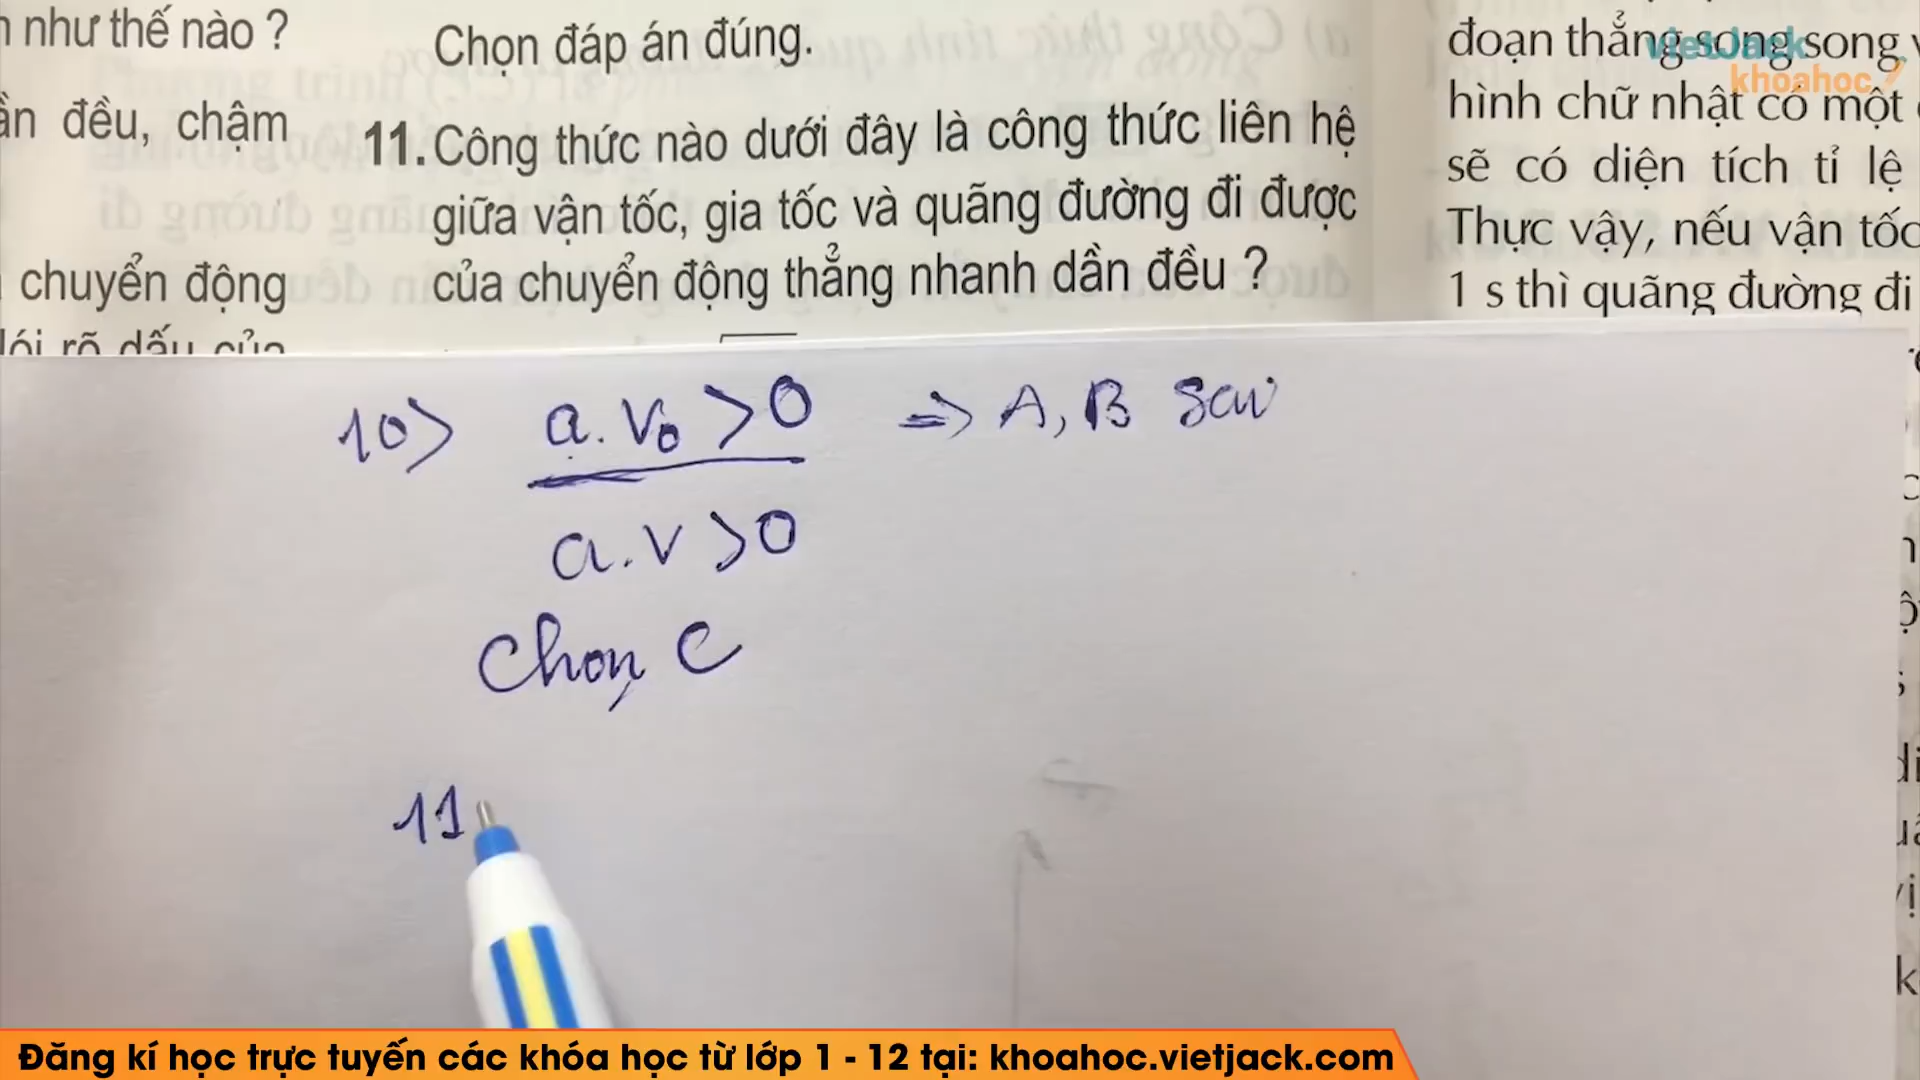 như thế nào ?
ần đều, chậm
chuyển động
lói rõ dấu của
Chọn đáp án đúng.
11. Công thức nào dưới đây là công thức liên hệ
giữa vận tốc, gia tốc và quãng đường đi được
của chuyển động thẳng nhanh dần đều ?
đoạn thẳng song song
hình chữ nhật có một
sẽ có diện tích tỉ lệ
Thực vậy, nếu vận tốc
1 s thì quãng đường đi
vietJack
khoahoc
10> a.v₀ > 0 => A, B sai
a.v > 0
Chọn C
11
Đăng kí học trực tuyến các khóa học từ lớp 1 - 12 tại: khoahoc.vietjack.com